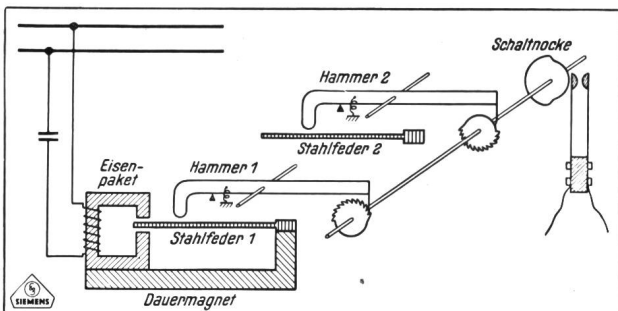 Schaltnocke
Hammer 2
Stahlfeder 2
Eisen-
paket
Hammer 1
Stahlfeder 1
Dauermagnet
SIEMENS